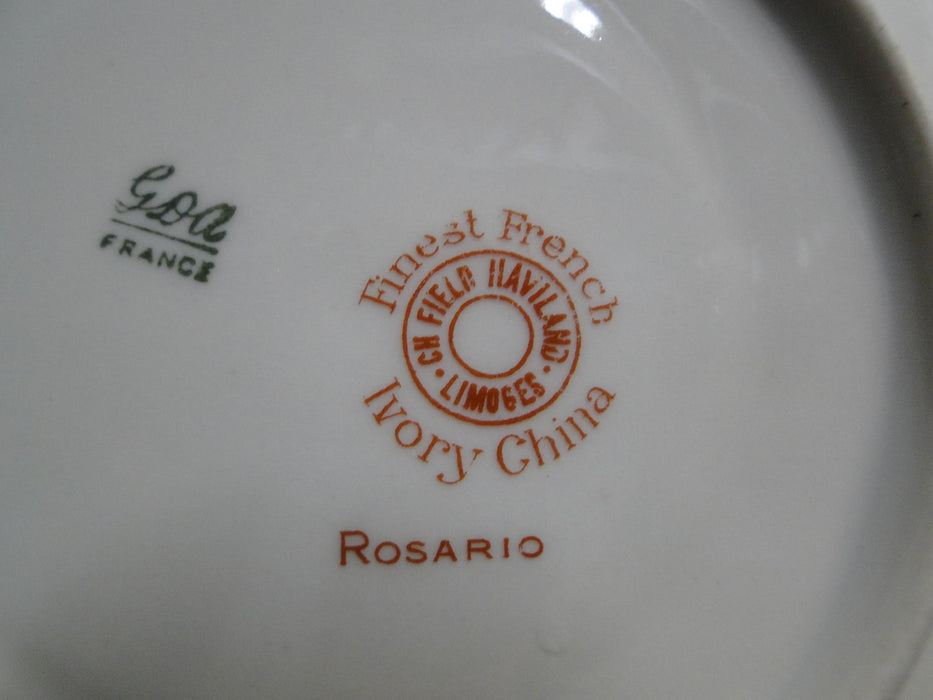 GDA
FRANCE
Finest French
CH FIELD HAVILAND
· LIMOGES ·
Ivory China
ROSARIO